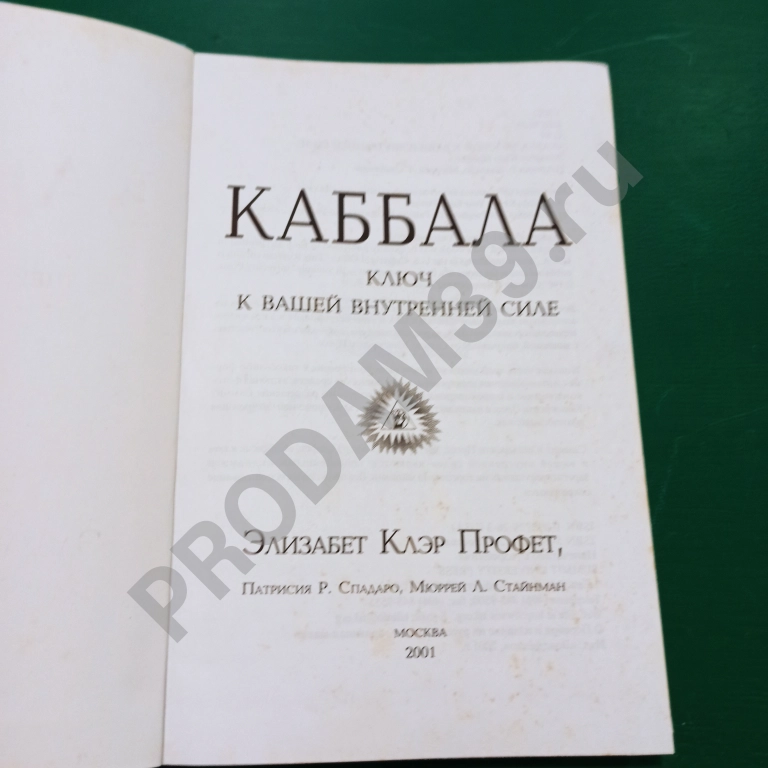 КАББАЛА
КЛЮЧ
К ВАШЕЙ ВНУТРЕННЕЙ СИЛЕ
ЭЛИЗАБЕТ КЛЭР ПРОФЕТ,
ПАТРИСИЯ Р. СПАДАРО, МЮРРЕЙ Л. СТАЙНМАН
МОСКВА
2001
PRODAM39.ru